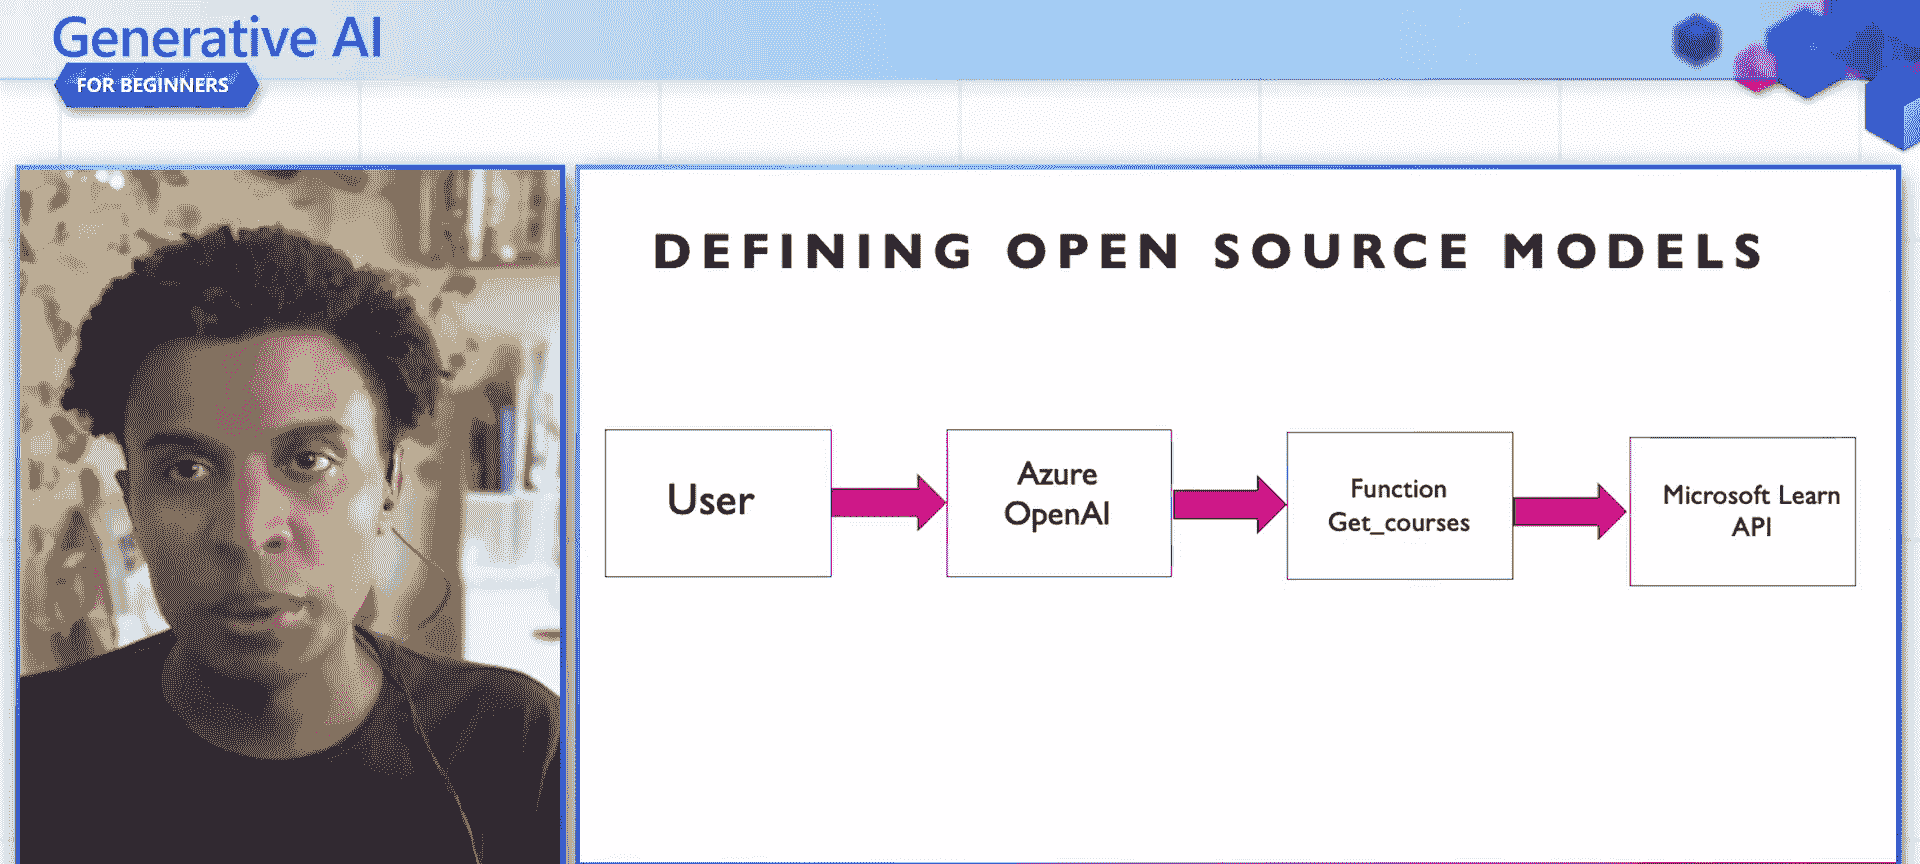 Generative AI
FOR BEGINNERS
DEFINING OPEN SOURCE MODELS
User
Azure
OpenAI
Function
Get_courses
Microsoft Learn
API